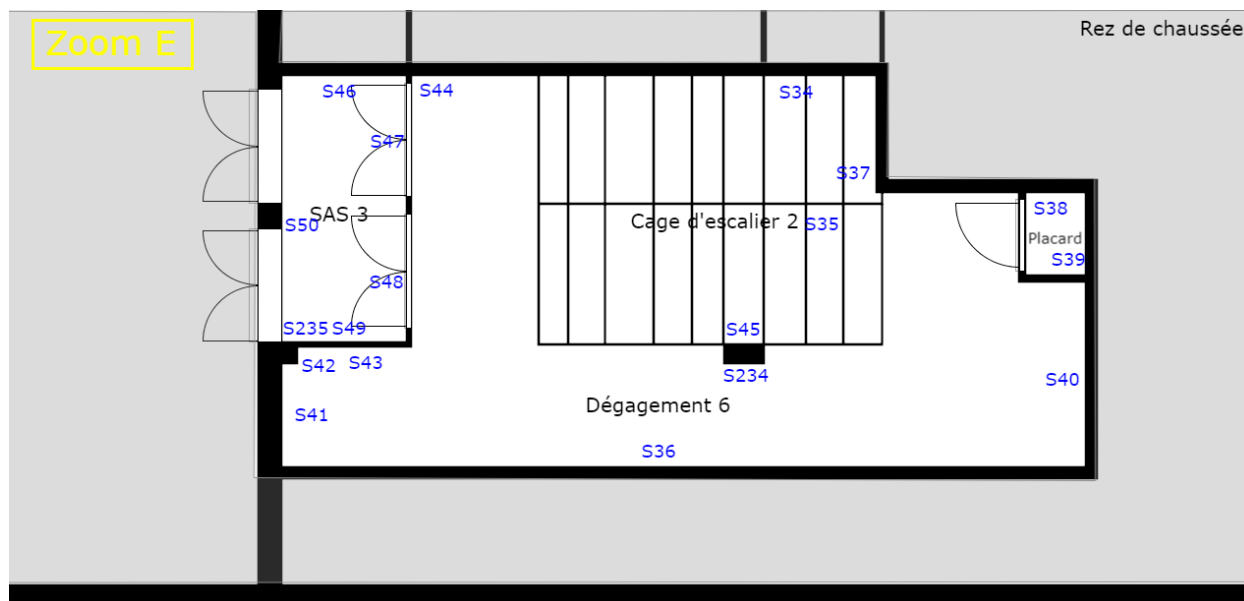 Rez de chaussée
Zoom E
S46
S44
S34
S47
S37
SAS 3
S50
Cage d'escalier 2
S35
S38
Placard
S39
S48
S235
S49
S45
S42
S43
S234
S40
Dégagement 6
S41
S36